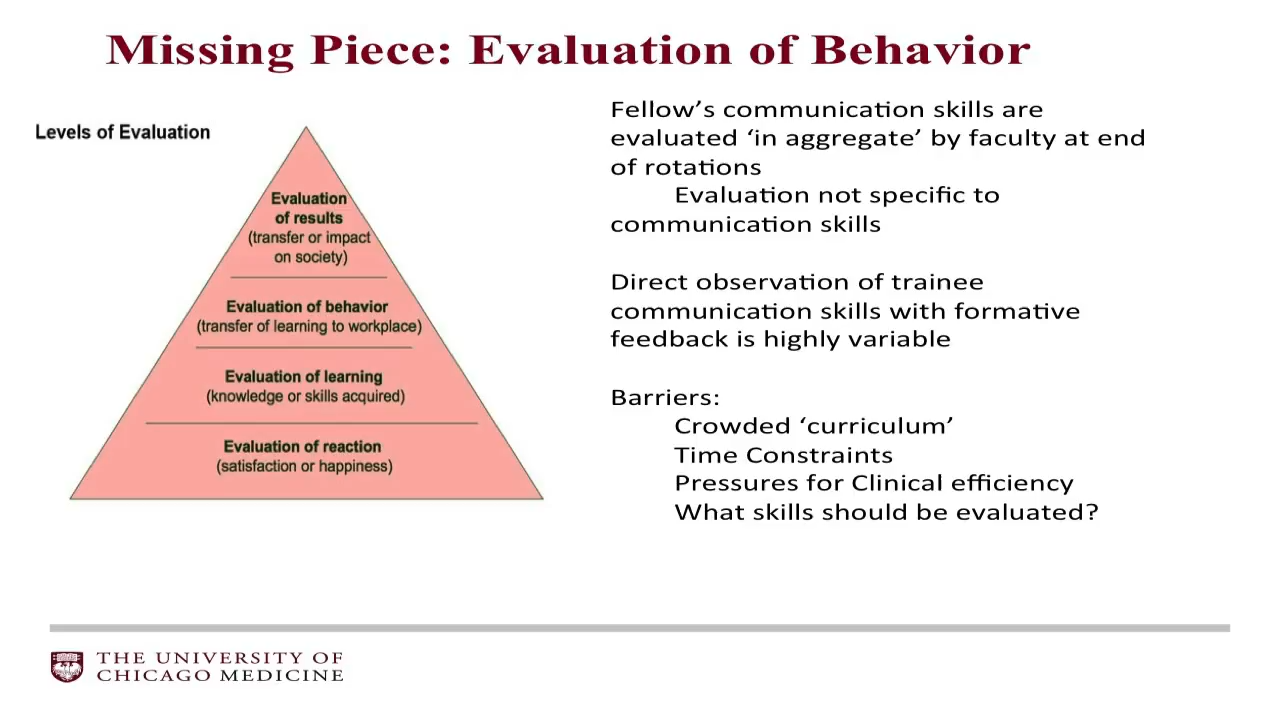 Missing Piece: Evaluation of Behavior
Levels of Evaluation
Evaluation
of results
(transfer or impact
on society)
Evaluation of behavior
(transfer of learning to workplace)
Evaluation of learning
(knowledge or skills acquired)
Evaluation of reaction
(satisfaction or happiness)
Fellow’s communication skills are
evaluated ‘in aggregate’ by faculty at end
of rotations
Evaluation not specific to
communication skills
Direct observation of trainee
communication skills with formative
feedback is highly variable
Barriers:
Crowded ‘curriculum’
Time Constraints
Pressures for Clinical efficiency
What skills should be evaluated?
THE UNIVERSITY OF
CHICAGO MEDICINE